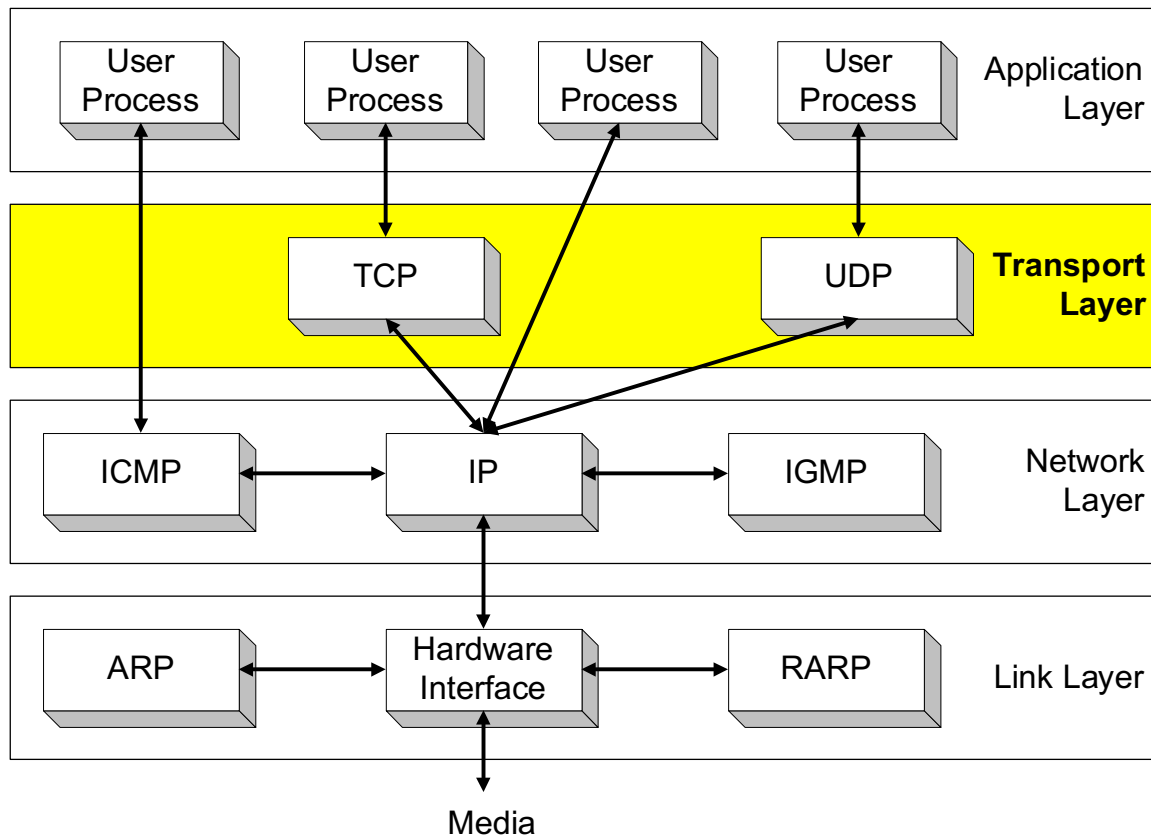 User
Process
User
Process
User
Process
User
Process
Application
Layer
TCP
UDP
Transport
Layer
ICMP
IP
IGMP
Network
Layer
ARP
Hardware
Interface
RARP
Link Layer
Media